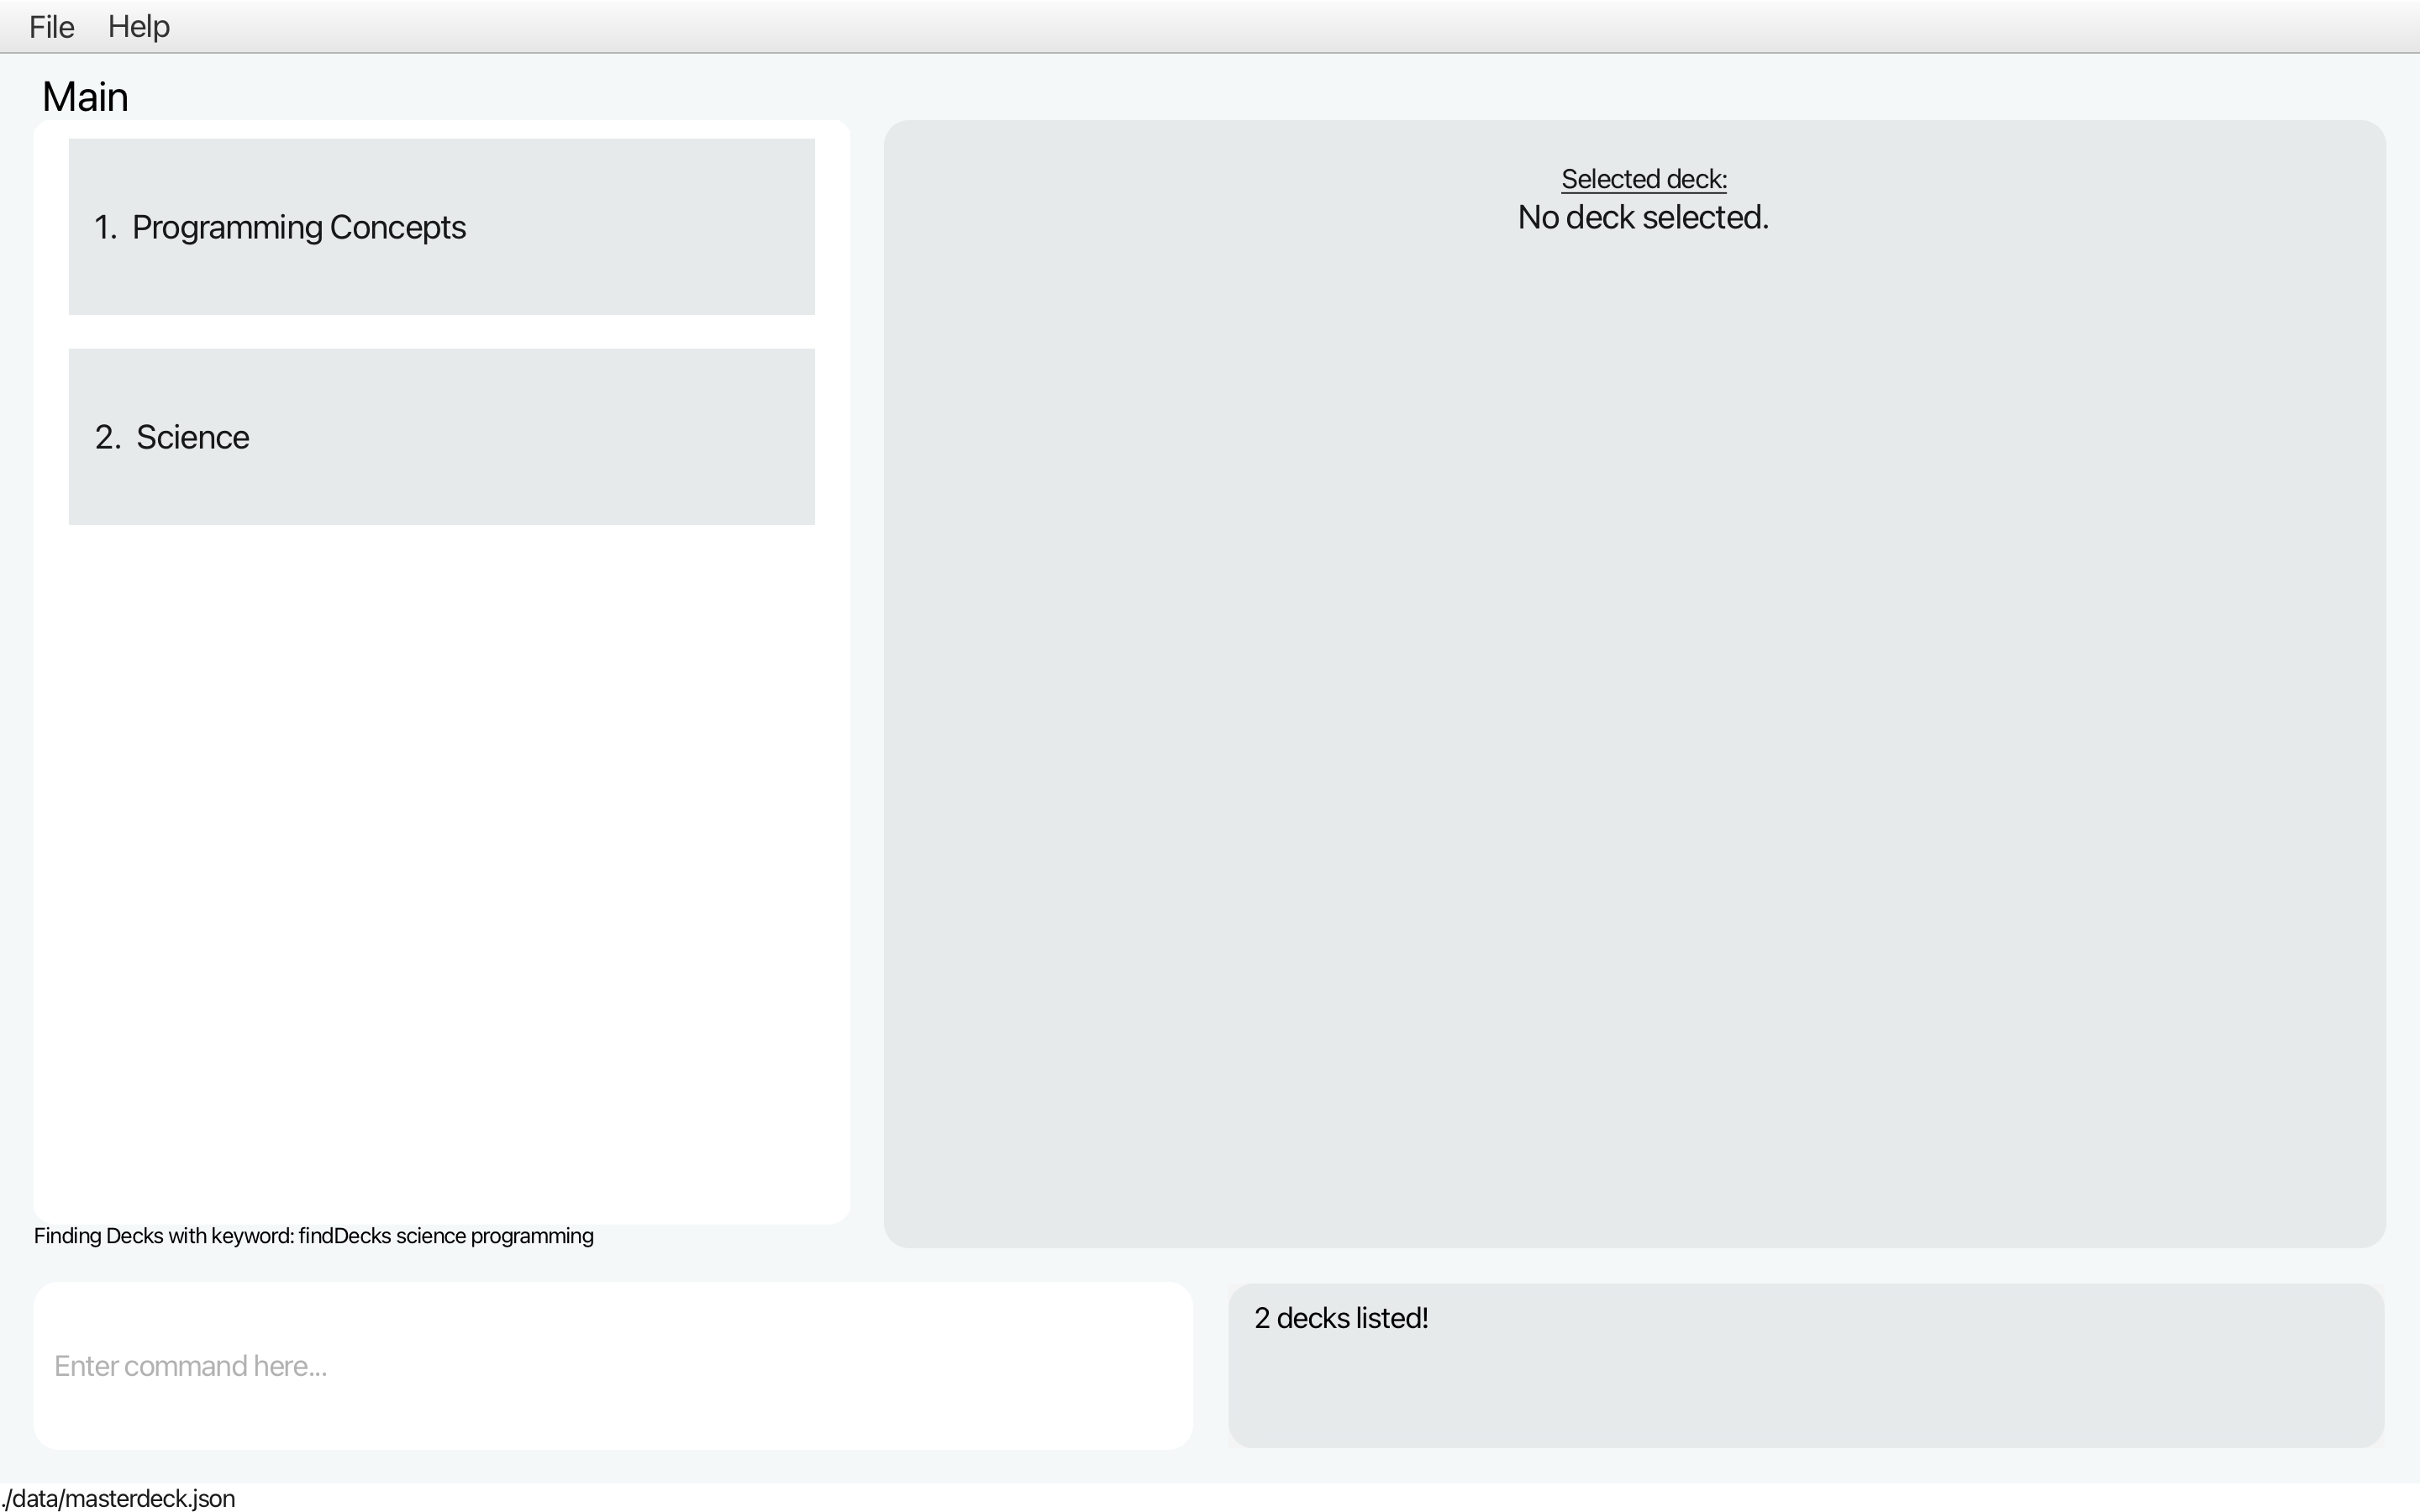 File Help
Main
1. Programming Concepts
2. Science
Selected deck:
No deck selected.
Finding Decks with keyword: findDecks science programming
Enter command here...
2 decks listed!
./data/masterdeck.json